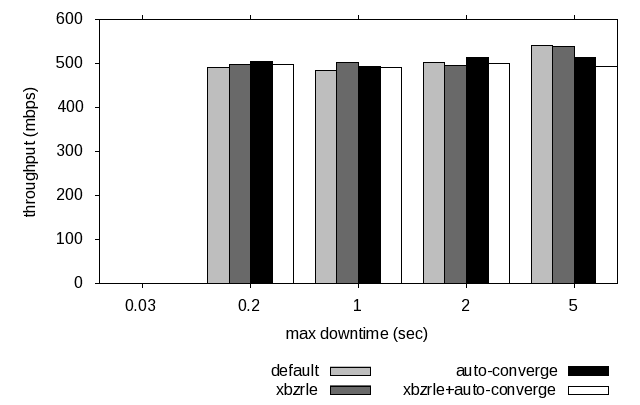 600
500
400
300
200
100
0
throughput (mbps)
0.03 0.2 1 2 5
max downtime (sec)
default auto-converge
xbzrle xbzrle+auto-converge